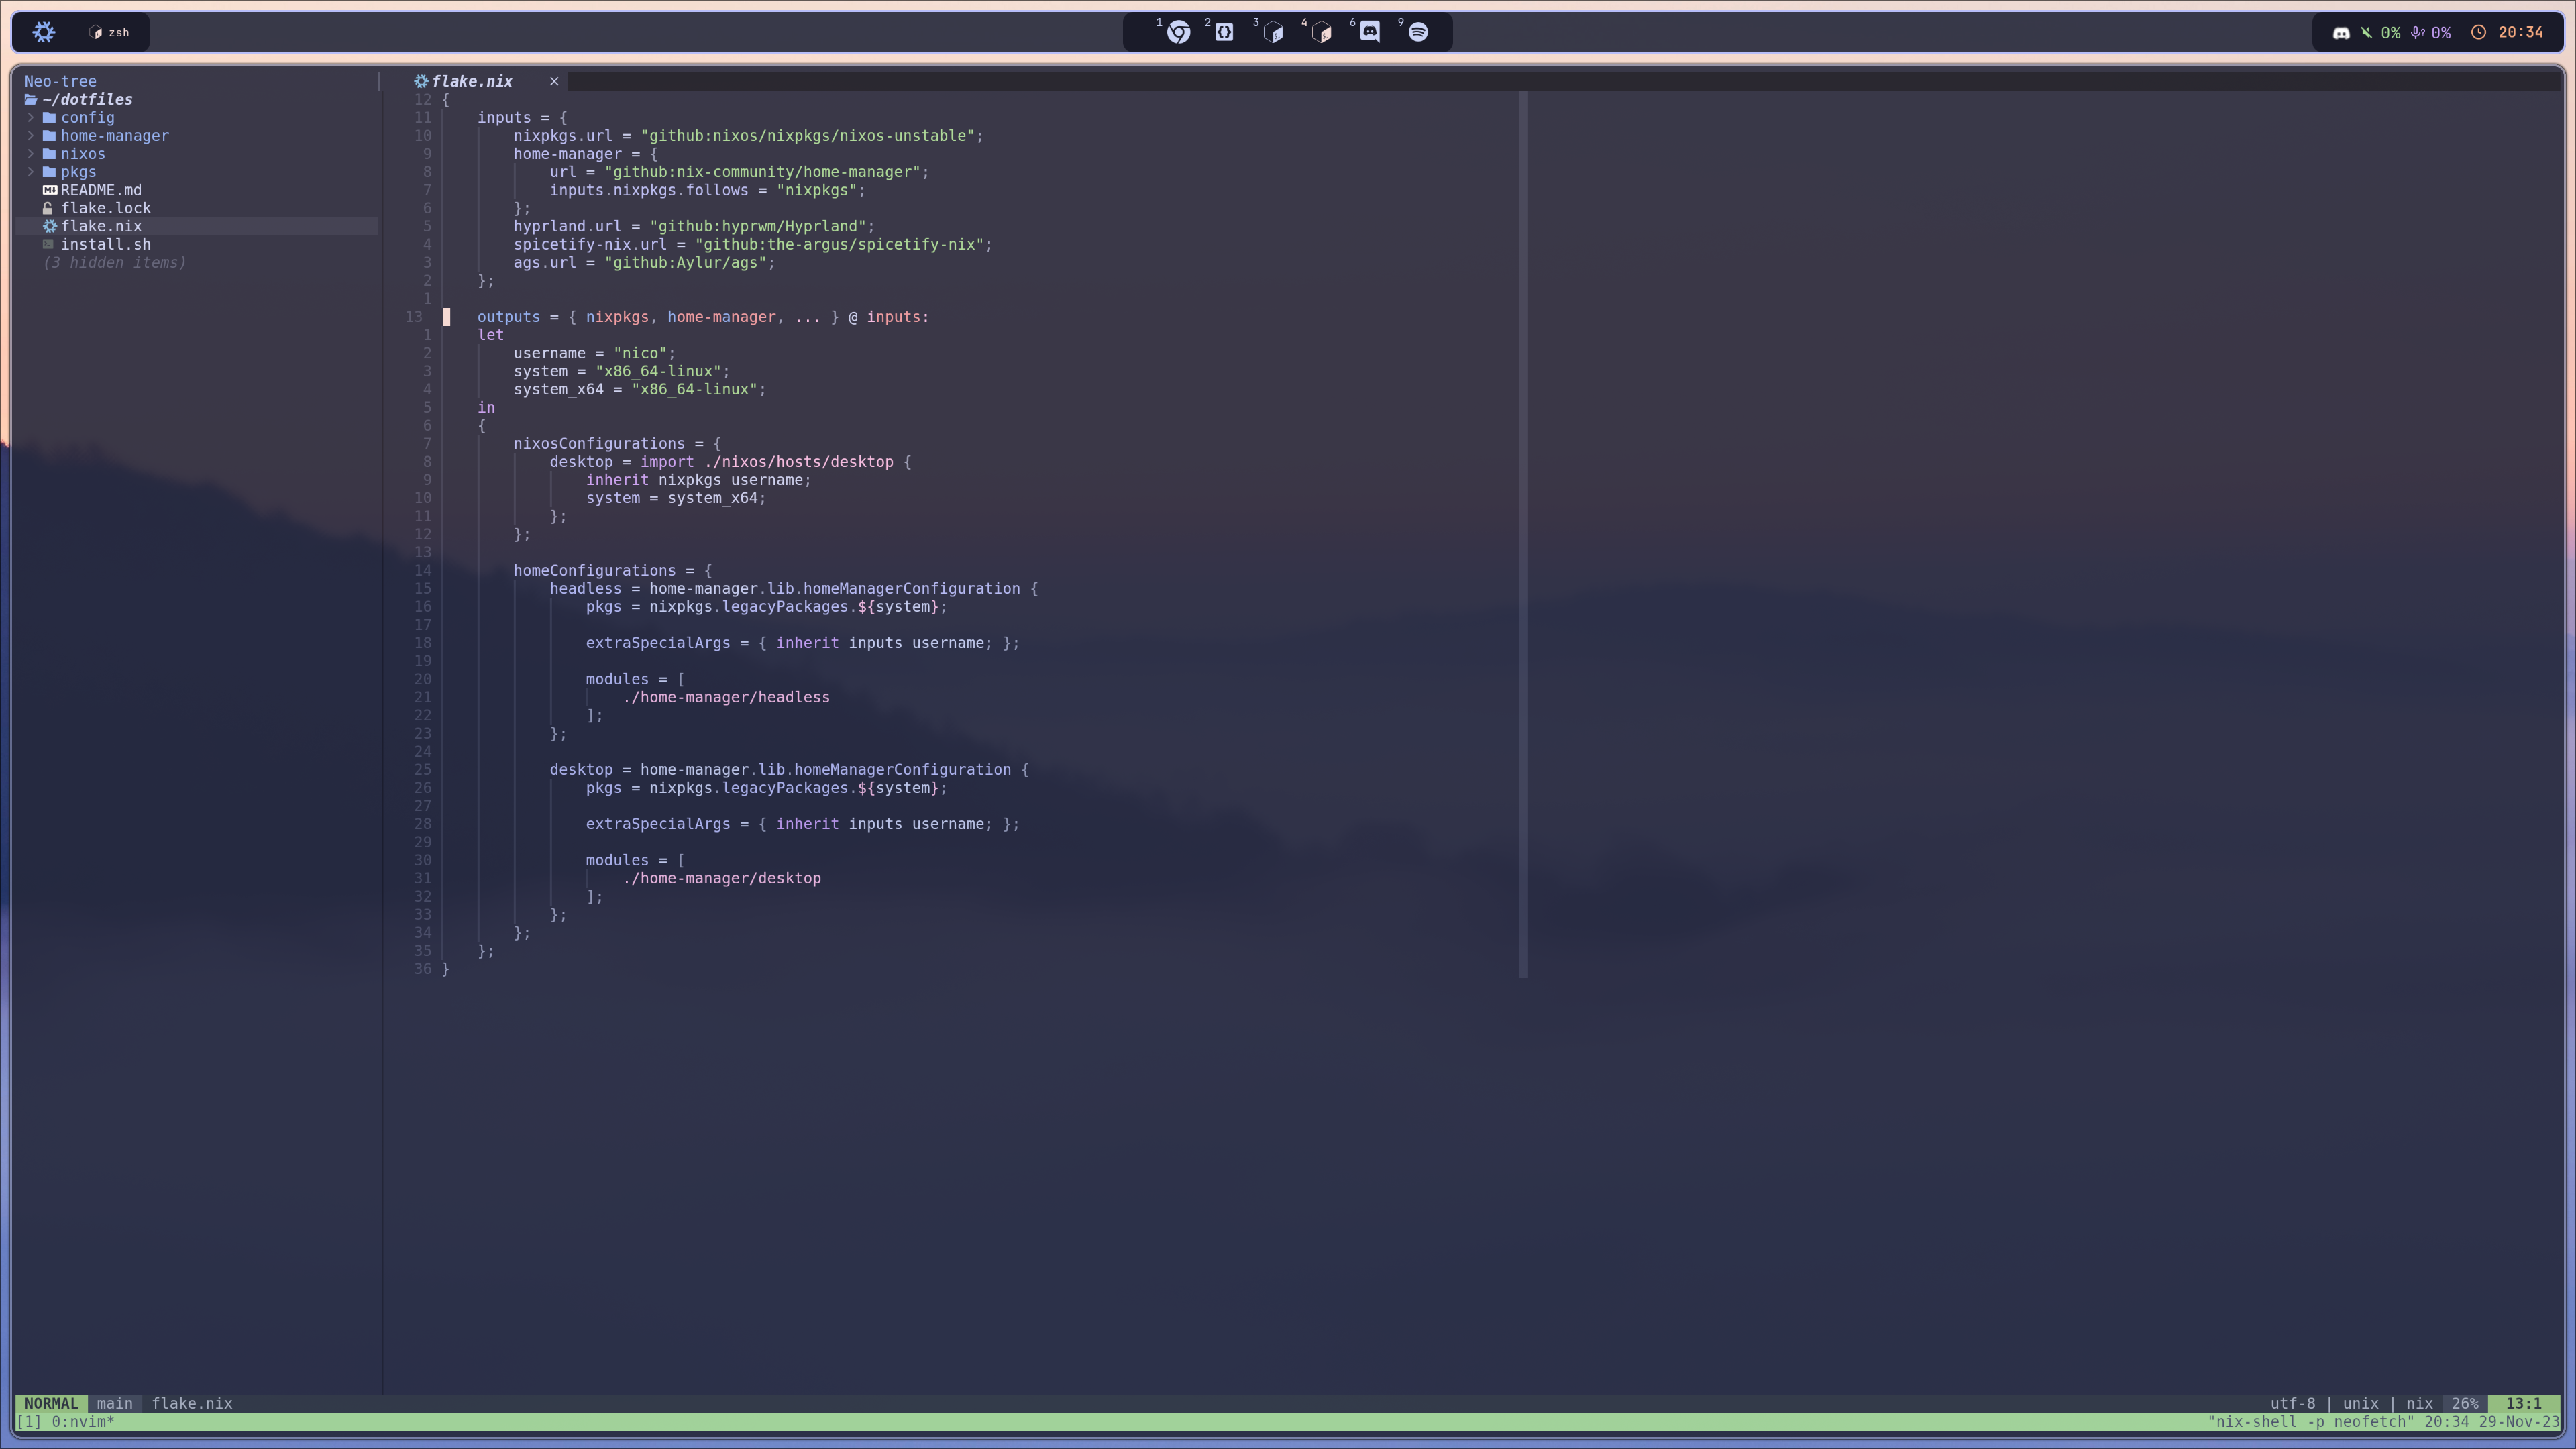 zsh
1 2 3 4 6 9
0% 0% 20:34
Neo-tree
~/dotfiles
config
home-manager
nixos
pkgs
README.md
flake.lock
flake.nix
install.sh
(3 hidden items)
flake.nix
12 {
11 inputs = {
10 nixpkgs.url = "github:nixos/nixpkgs/nixos-unstable";
9 home-manager = {
8 url = "github:nix-community/home-manager";
7 inputs.nixpkgs.follows = "nixpkgs";
6 };
5 hyprland.url = "github:hyprwm/Hyprland";
4 spicetify-nix.url = "github:the-argus/spicetify-nix";
3 ags.url = "github:Aylur/ags";
2 };
1
13 outputs = { nixpkgs, home-manager, ... } @ inputs:
1 let
2 username = "nico";
3 system = "x86_64-linux";
4 system_x64 = "x86_64-linux";
5 in
6 {
7 nixosConfigurations = {
8 desktop = import ./nixos/hosts/desktop {
9 inherit nixpkgs username;
10 system = system_x64;
11 };
12 };
13
14 homeConfigurations = {
15 headless = home-manager.lib.homeManagerConfiguration {
16 pkgs = nixpkgs.legacyPackages.${system};
17
18 extraSpecialArgs = { inherit inputs username; };
19
20 modules = [
21 ./home-manager/headless
22 ];
23 };
24
25 desktop = home-manager.lib.homeManagerConfiguration {
26 pkgs = nixpkgs.legacyPackages.${system};
27
28 extraSpecialArgs = { inherit inputs username; };
29
30 modules = [
31 ./home-manager/desktop
32 ];
33 };
34 };
35 };
36 }
NORMAL main flake.nix utf-8 | unix | nix 26% 13:1
[1] 0:nvim* "nix-shell -p neofetch" 20:34 29-Nov-23